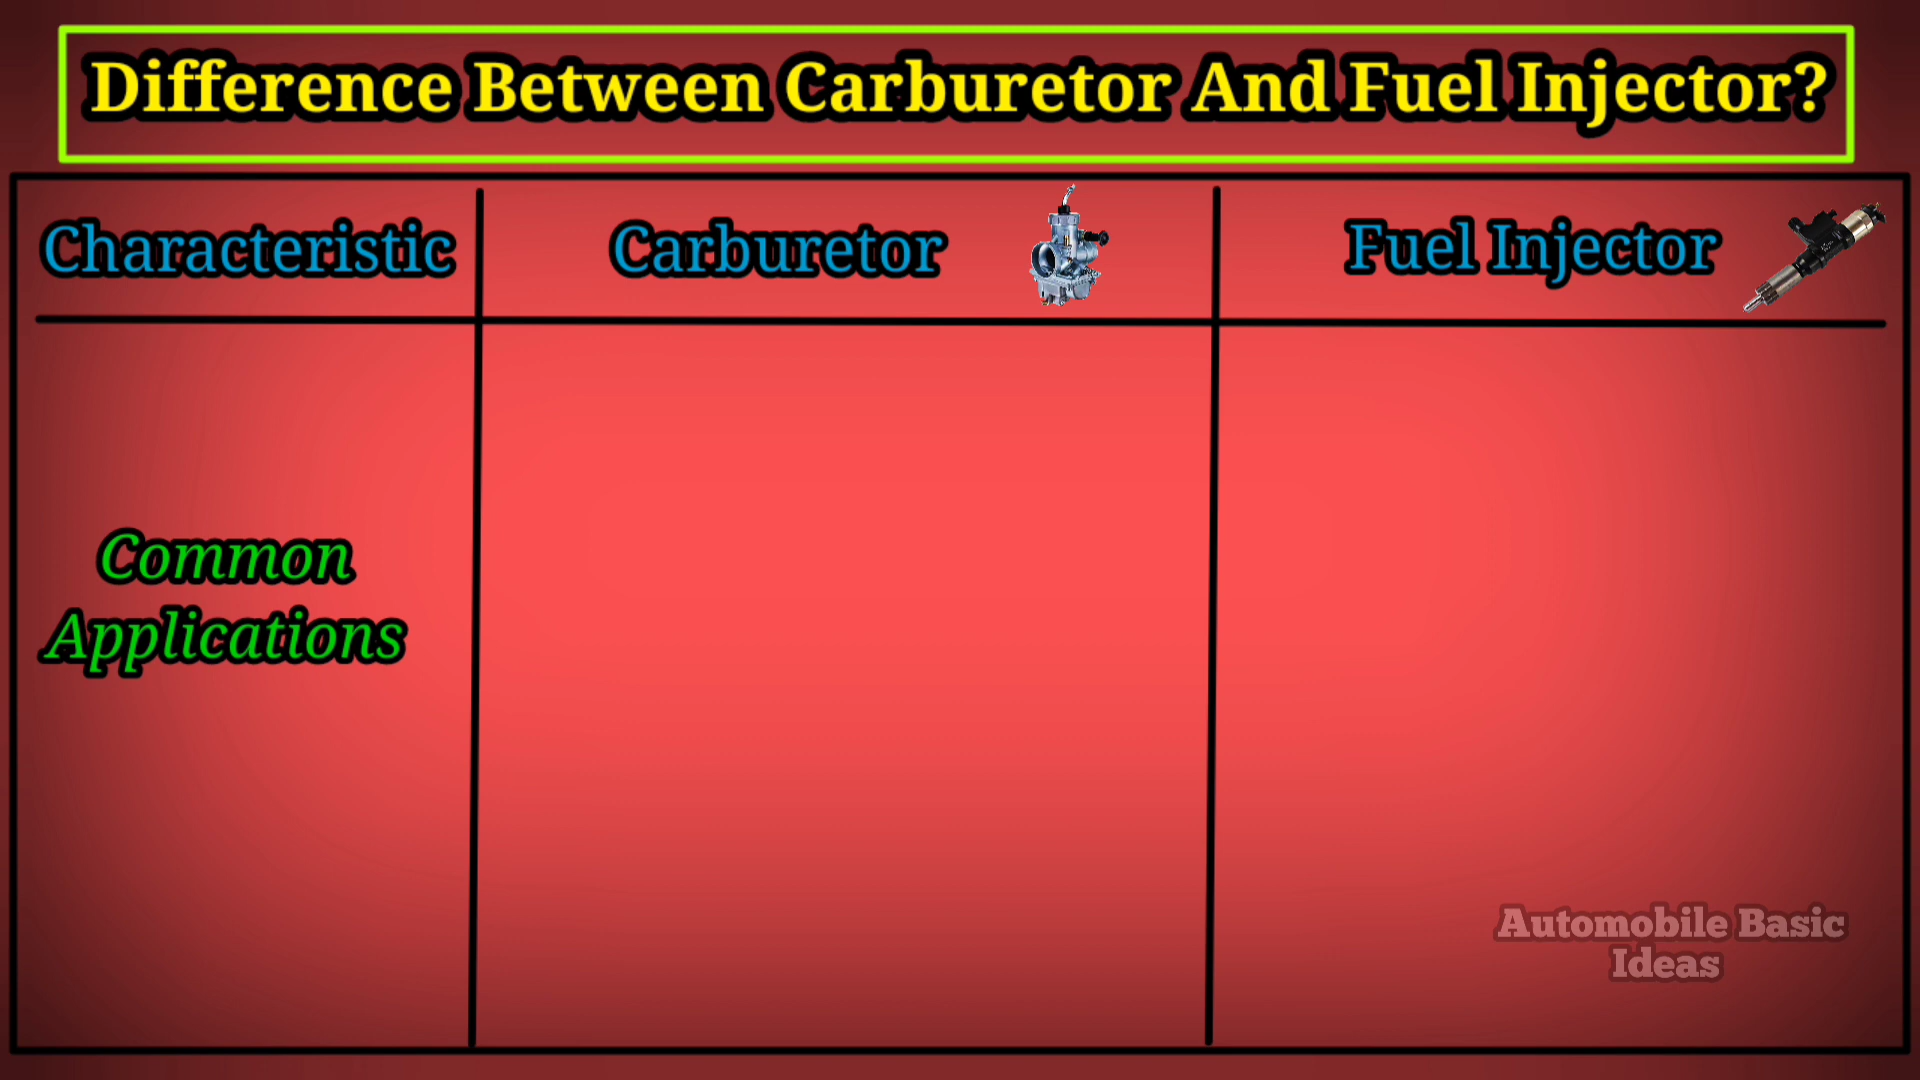 Difference Between Carburetor And Fuel Injector?
Characteristic
Carburetor
Fuel Injector
Common
Applications
Automobile Basic
Ideas